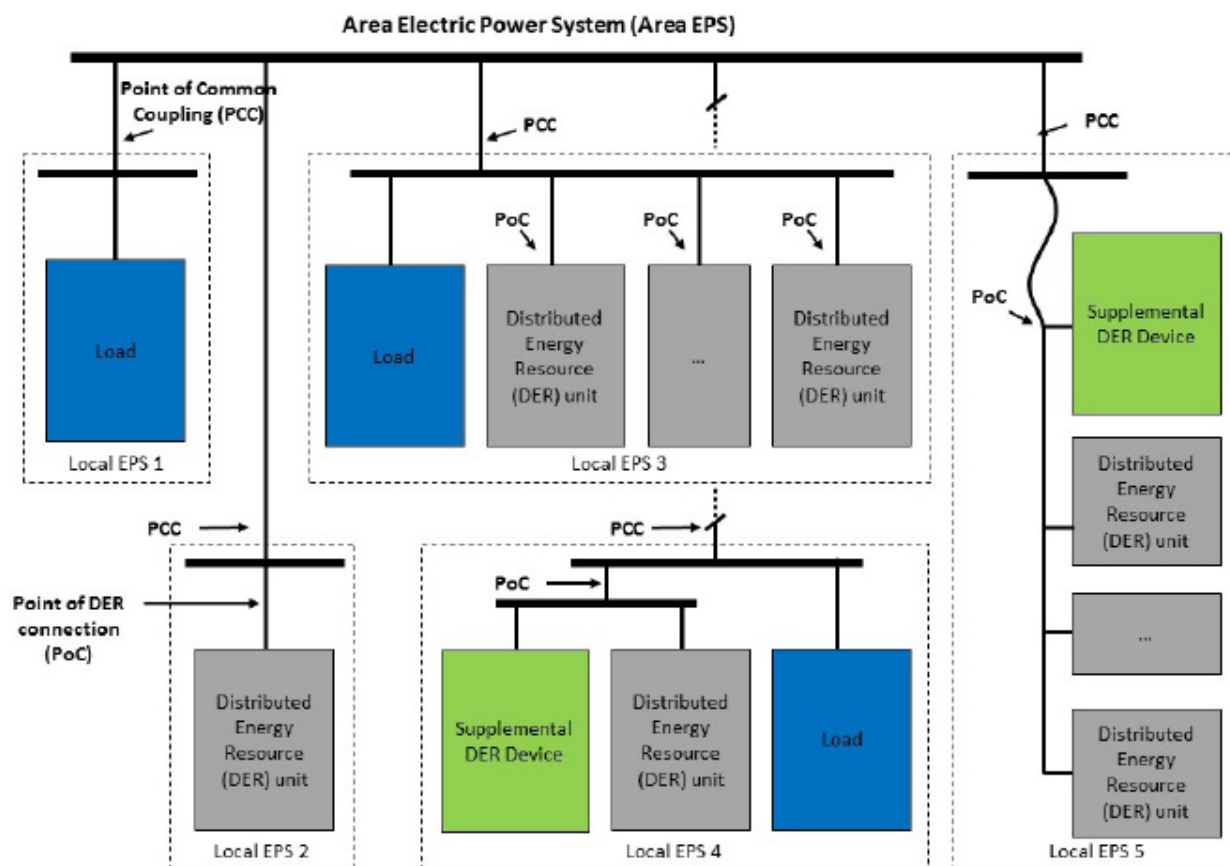 Area Electric Power System (Area EPS)
Point of Common
Coupling (PCC)
PCC
PCC
PoC
PoC
PoC
Load
Local EPS 1
Load
Distributed
Energy
Resource
(DER) unit
...
Distributed
Energy
Resource
(DER) unit
Local EPS 3
PoC
Supplemental
DER Device
Distributed
Energy
Resource
(DER) unit
...
Distributed
Energy
Resource
(DER) unit
Local EPS 5
PCC
Point of DER
connection
(PoC)
Distributed
Energy
Resource
(DER) unit
Local EPS 2
PCC
PoC
Supplemental
DER Device
Distributed
Energy
Resource
(DER) unit
Load
Local EPS 4